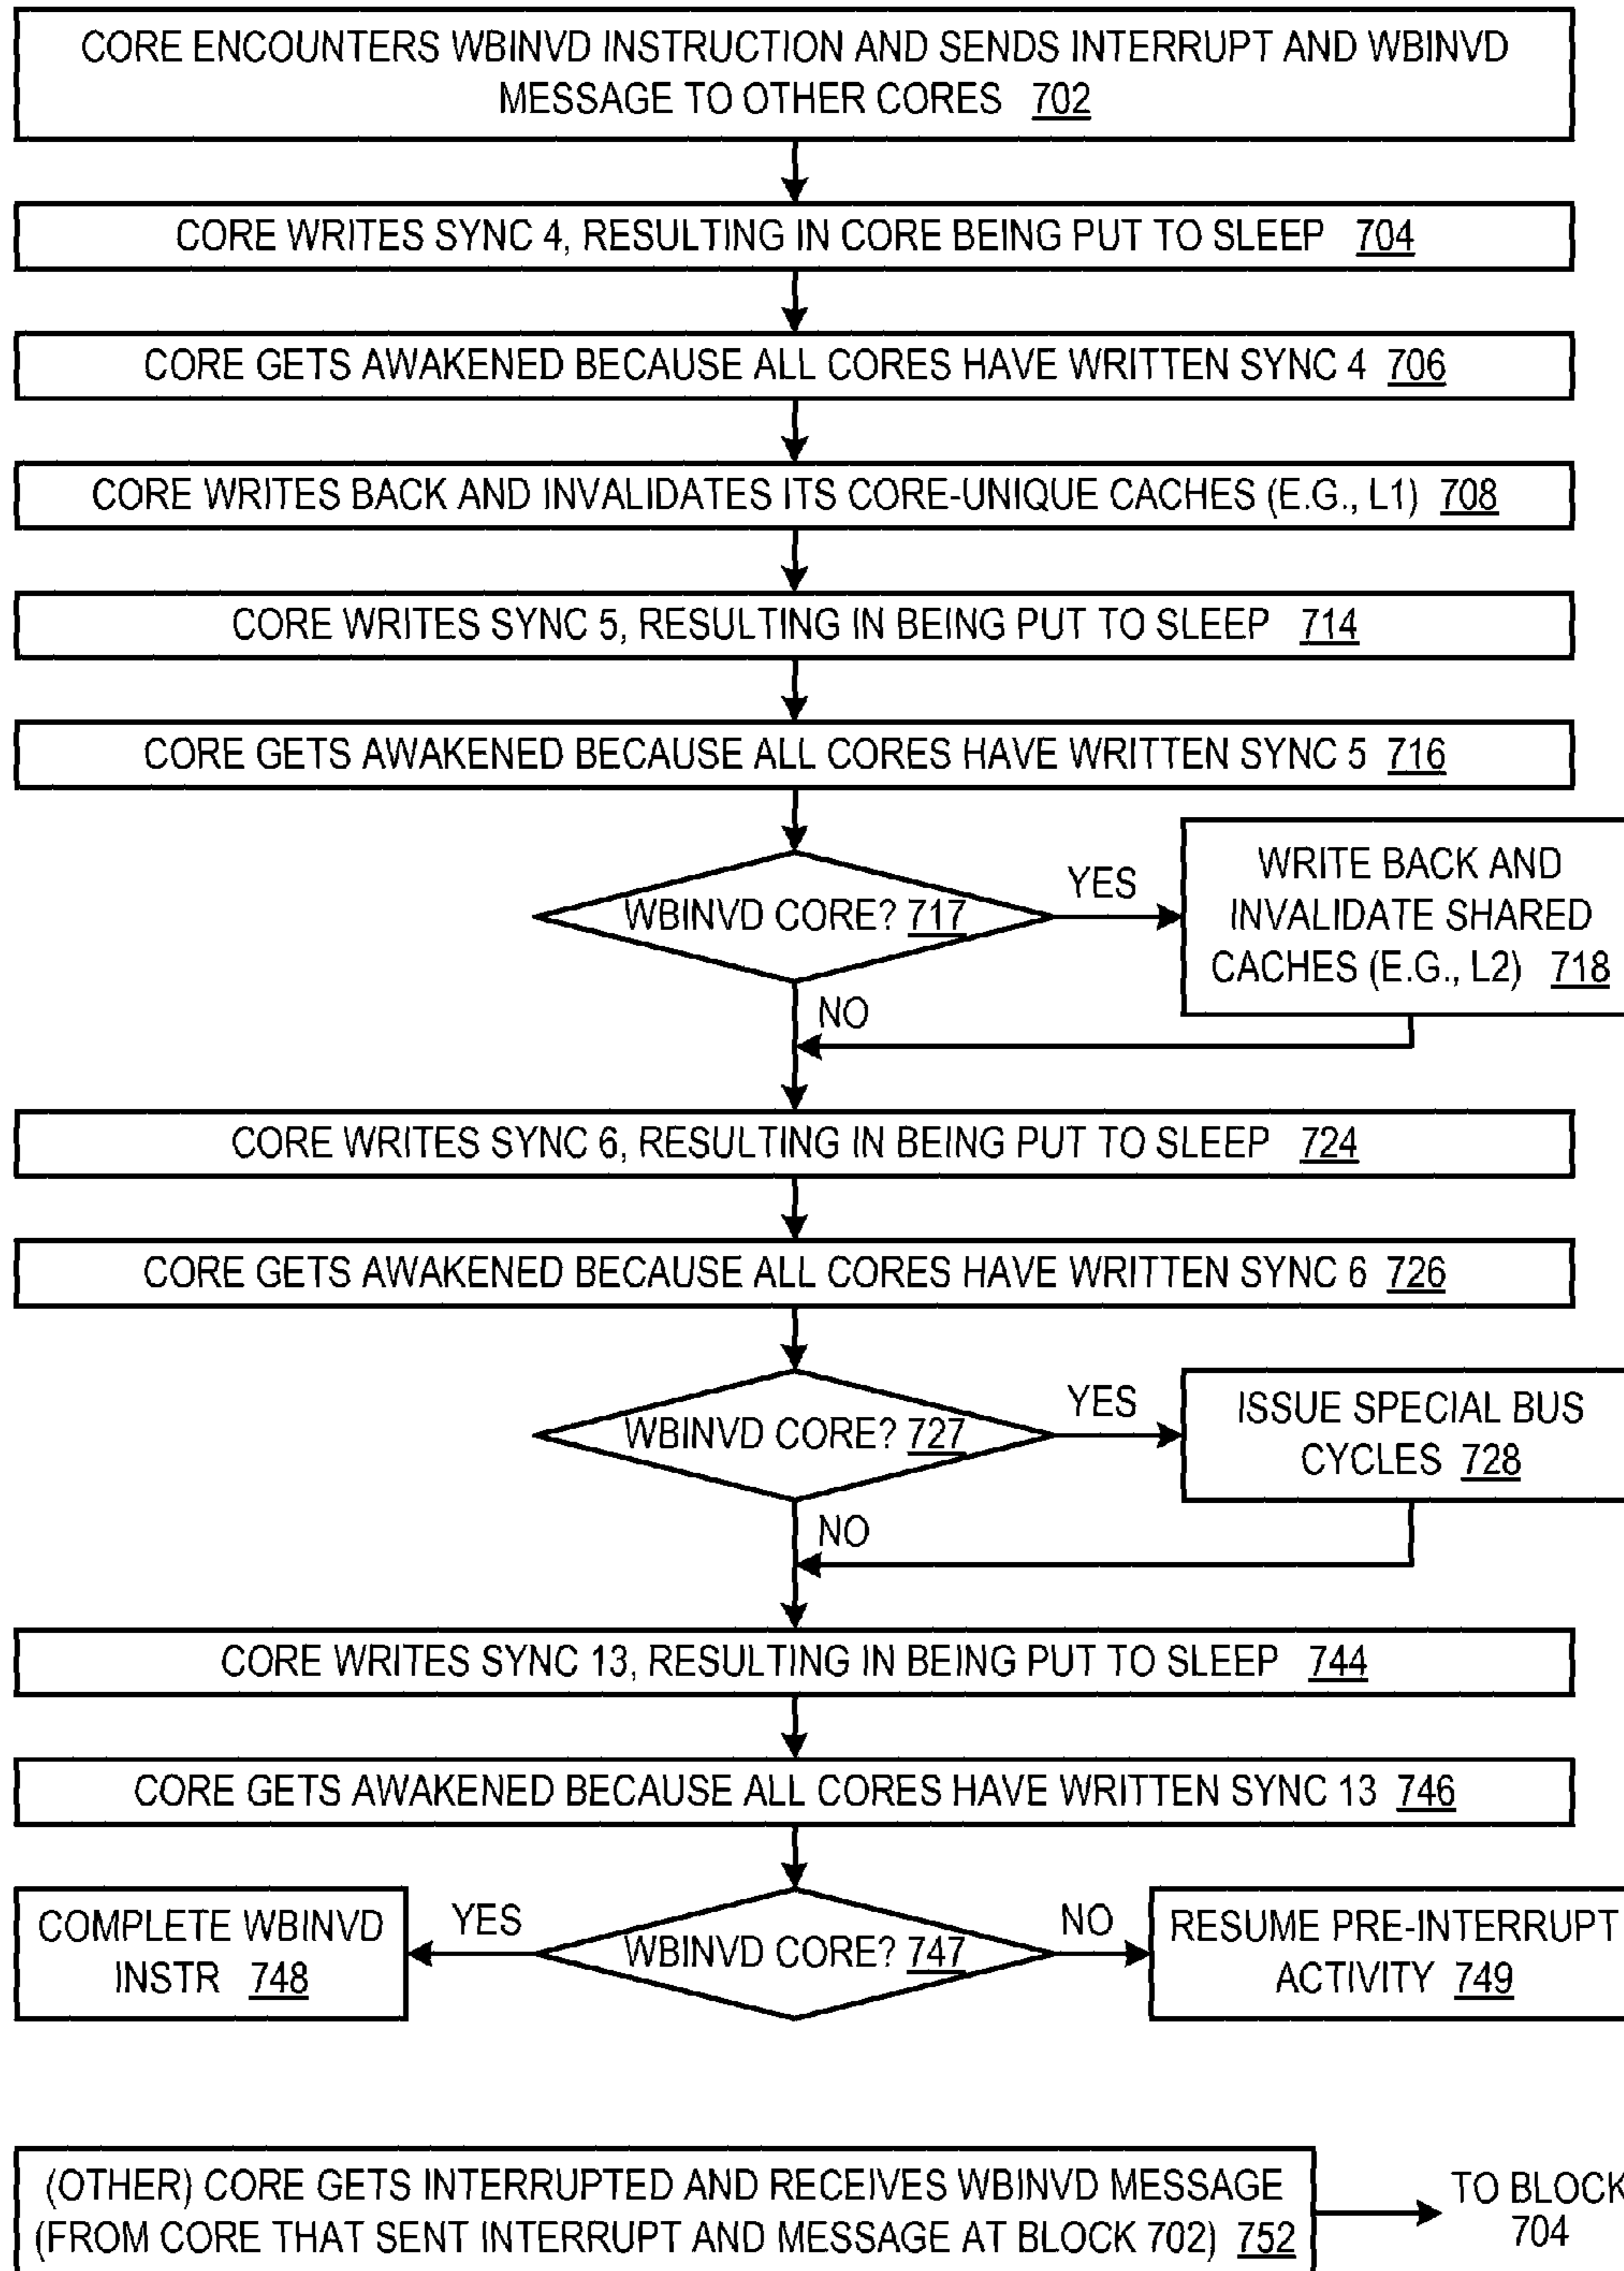 CORE ENCOUNTERS WBINVD INSTRUCTION AND SENDS INTERRUPT AND WBINVD
MESSAGE TO OTHER CORES 702
CORE WRITES SYNC 4, RESULTING IN CORE BEING PUT TO SLEEP 704
CORE GETS AWAKENED BECAUSE ALL CORES HAVE WRITTEN SYNC 4 706
CORE WRITES BACK AND INVALIDATES ITS CORE-UNIQUE CACHES (E.G., L1) 708
CORE WRITES SYNC 5, RESULTING IN BEING PUT TO SLEEP 714
CORE GETS AWAKENED BECAUSE ALL CORES HAVE WRITTEN SYNC 5 716
WBINVD CORE? 717
YES
WRITE BACK AND
INVALIDATE SHARED
CACHES (E.G., L2) 718
NO
CORE WRITES SYNC 6, RESULTING IN BEING PUT TO SLEEP 724
CORE GETS AWAKENED BECAUSE ALL CORES HAVE WRITTEN SYNC 6 726
WBINVD CORE? 727
YES
ISSUE SPECIAL BUS
CYCLES 728
NO
CORE WRITES SYNC 13, RESULTING IN BEING PUT TO SLEEP 744
CORE GETS AWAKENED BECAUSE ALL CORES HAVE WRITTEN SYNC 13 746
COMPLETE WBINVD
INSTR 748
YES
WBINVD CORE? 747
NO
RESUME PRE-INTERRUPT
ACTIVITY 749
(OTHER) CORE GETS INTERRUPTED AND RECEIVES WBINVD MESSAGE
(FROM CORE THAT SENT INTERRUPT AND MESSAGE AT BLOCK 702) 752
TO BLOCK
704